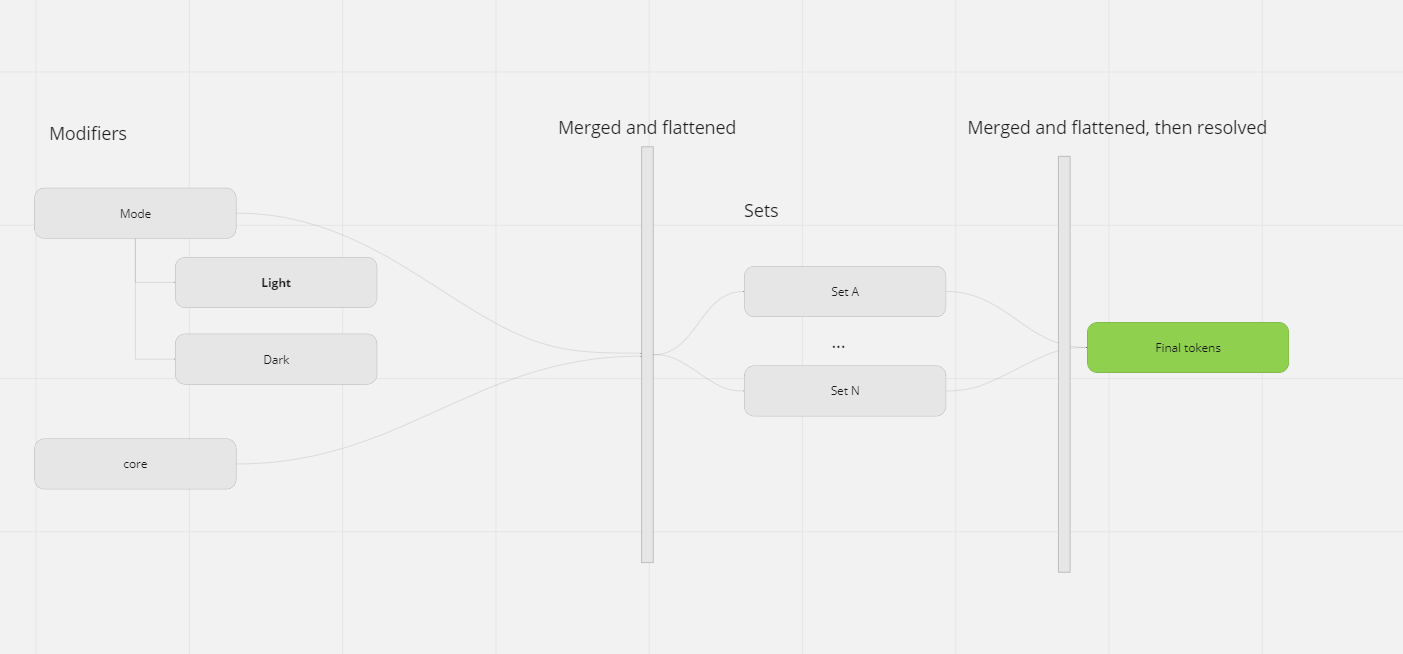 Modifiers
Mode
Light
Dark
core
Merged and flattened
Sets
Set A
...
Set N
Merged and flattened, then resolved
Final tokens